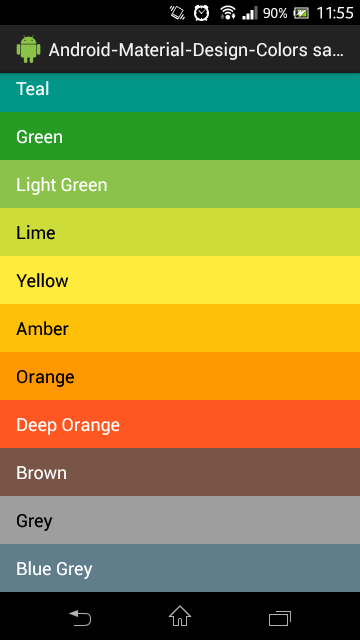 90% 11:55
Android-Material-Design-Colors sa...
Teal
Green
Light Green
Lime
Yellow
Amber
Orange
Deep Orange
Brown
Grey
Blue Grey